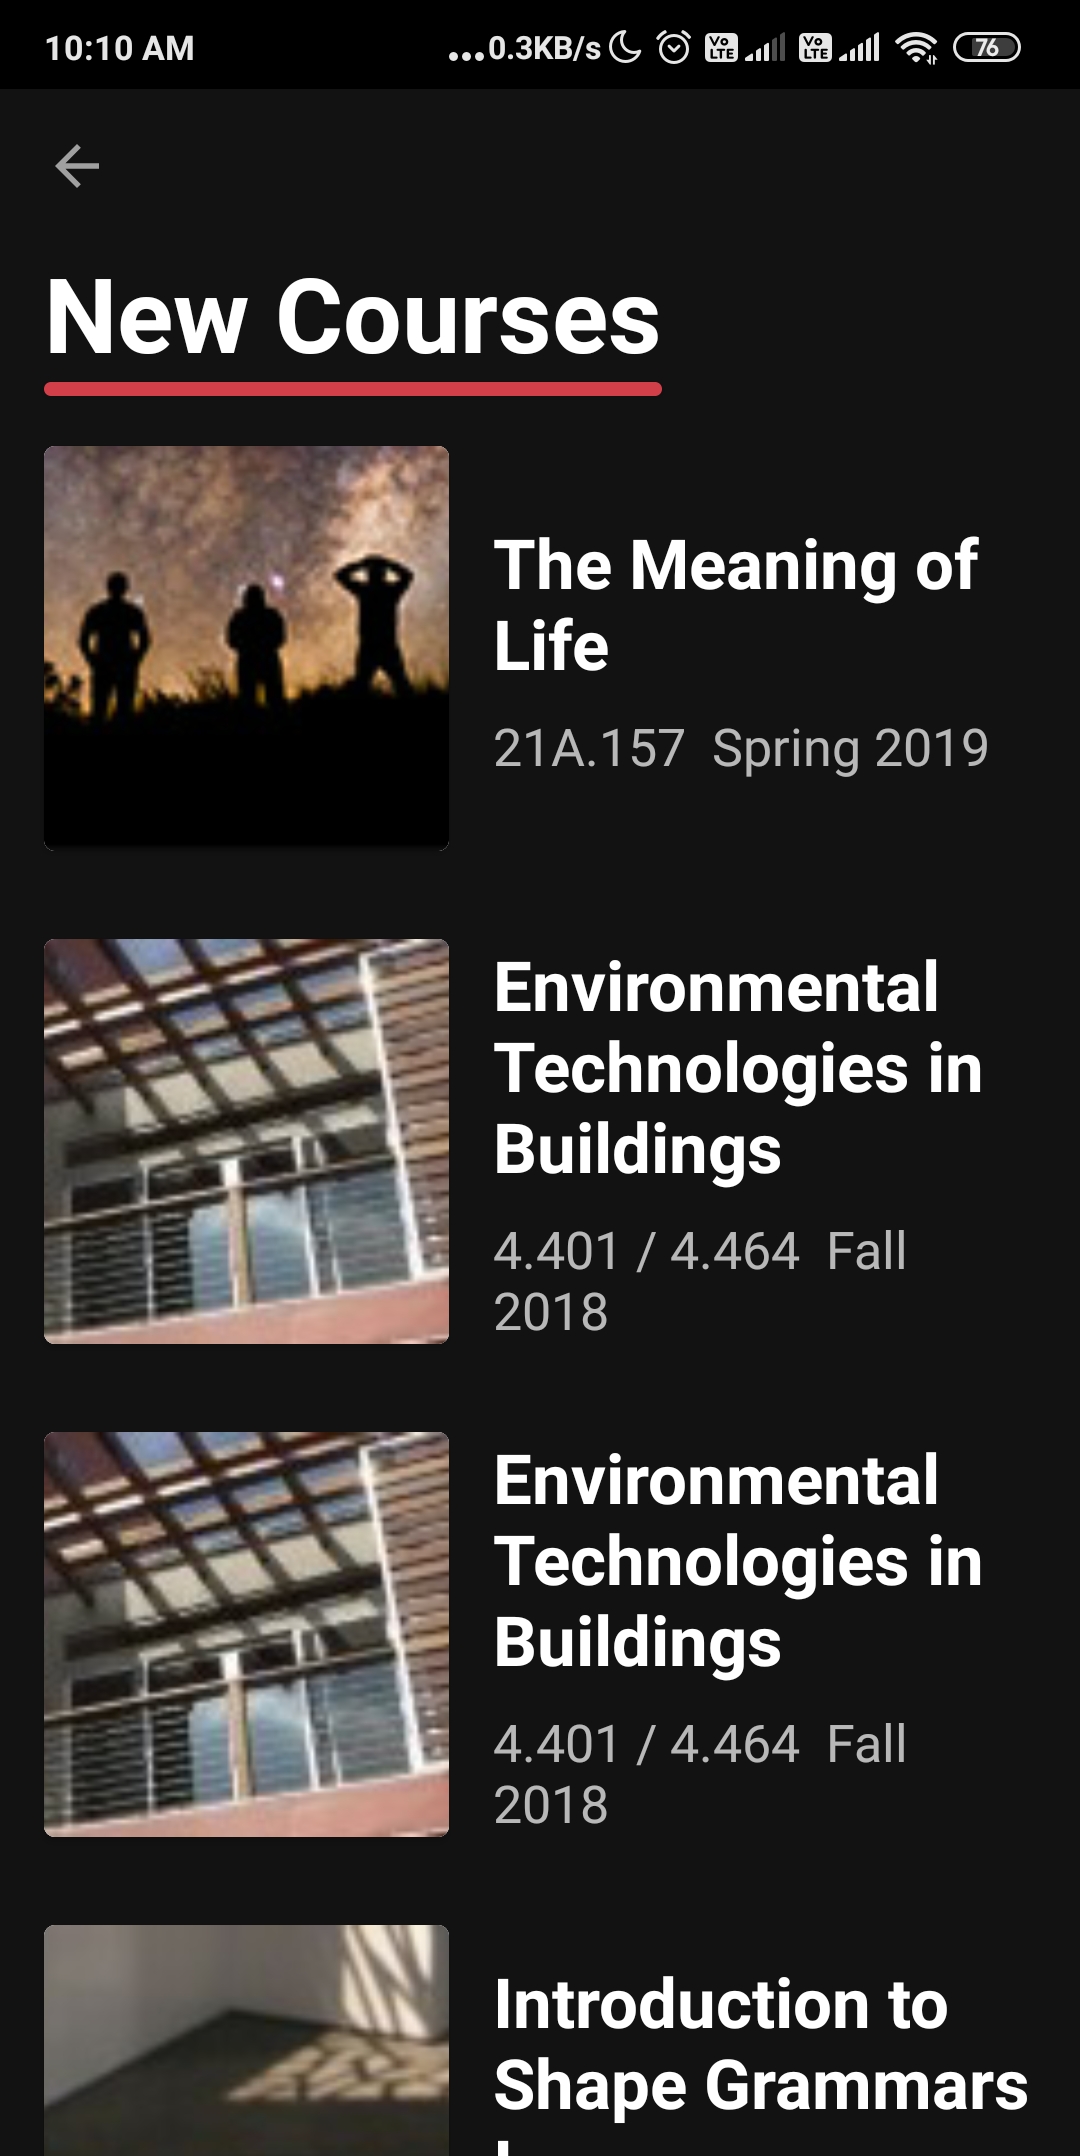 10:10 AM ...0.3KB/s Vo LTE Vo LTE 76
New Courses
The Meaning of
Life
21A.157 Spring 2019
Environmental
Technologies in
Buildings
4.401 / 4.464 Fall
2018
Environmental
Technologies in
Buildings
4.401 / 4.464 Fall
2018
Introduction to
Shape Grammars